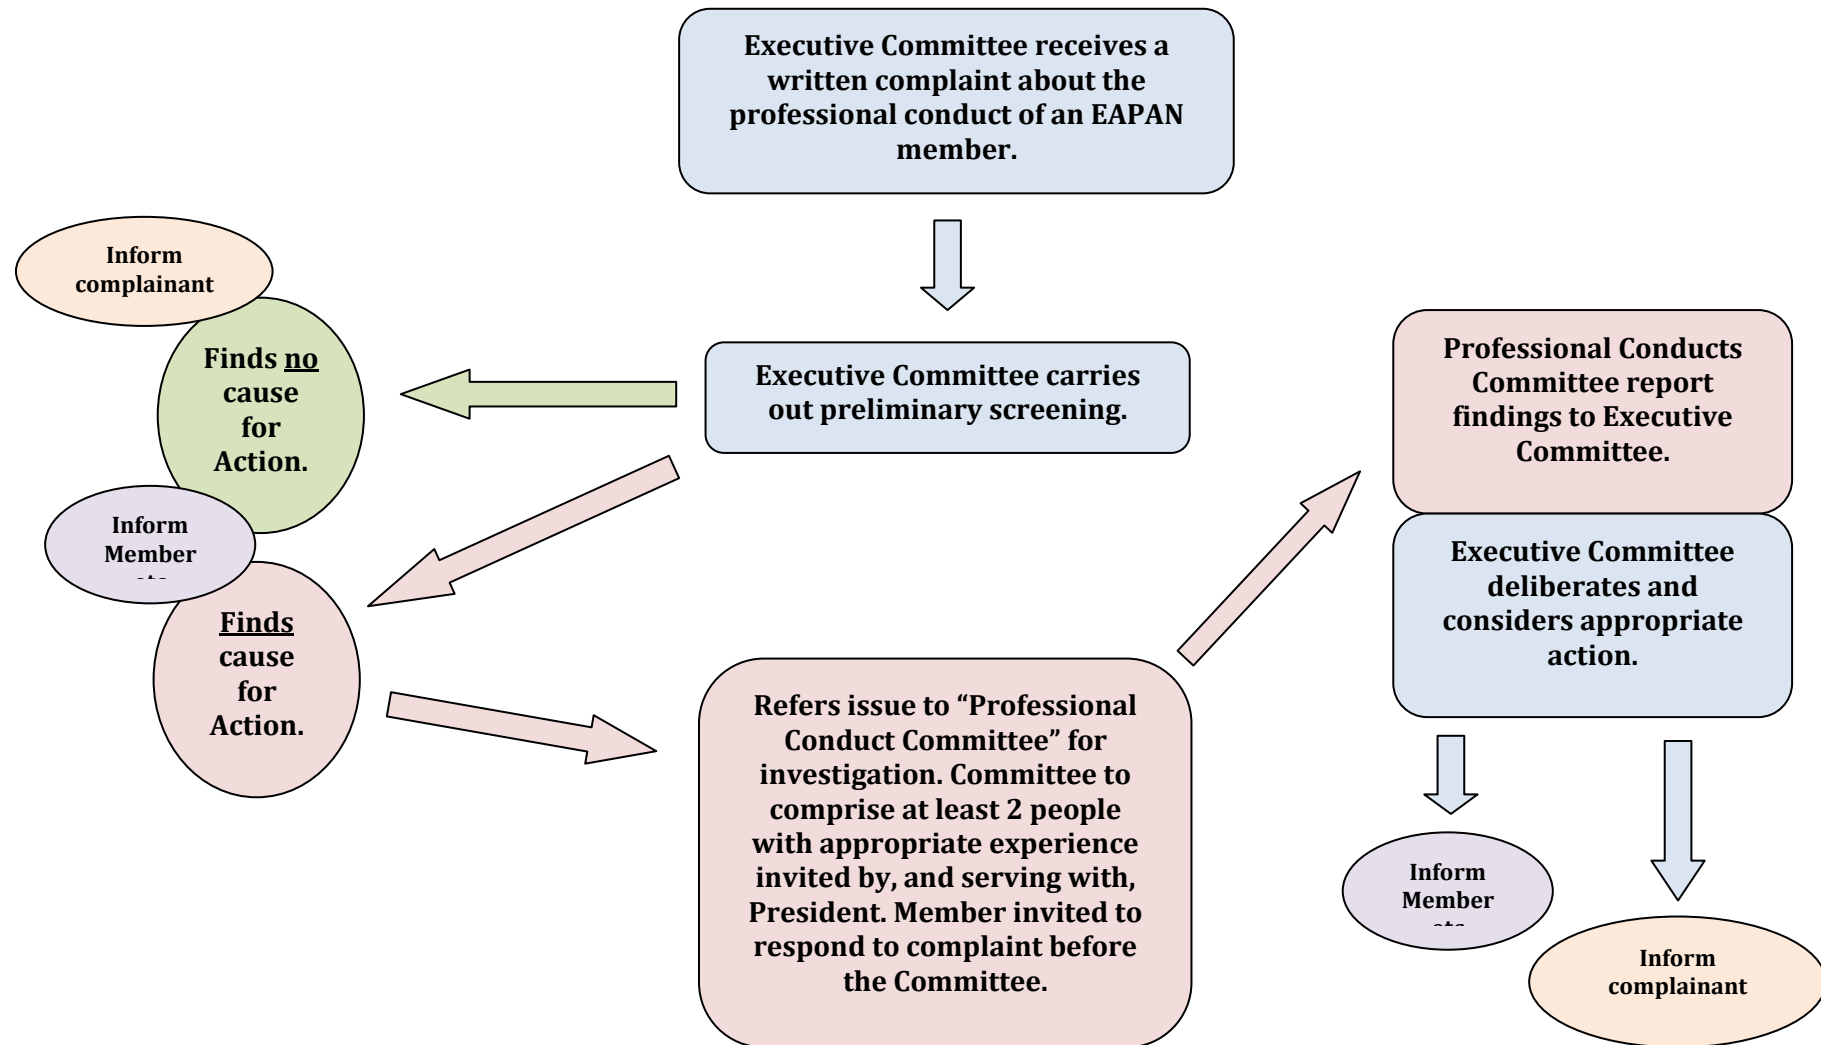 Executive Committee receives a
written complaint about the
professional conduct of an EAPAN
member.
Inform
complainant
Finds no
cause
for
Action.
Executive Committee carries
out preliminary screening.
Inform
Member
Finds
cause
for
Action.
Refers issue to “Professional
Conduct Committee” for
investigation. Committee to
comprise at least 2 people
with appropriate experience
invited by, and serving with,
President. Member invited to
respond to complaint before
the Committee.
Professional Conducts
Committee report
findings to Executive
Committee.
Executive Committee
deliberates and
considers appropriate
action.
Inform
Member
Inform
complainant